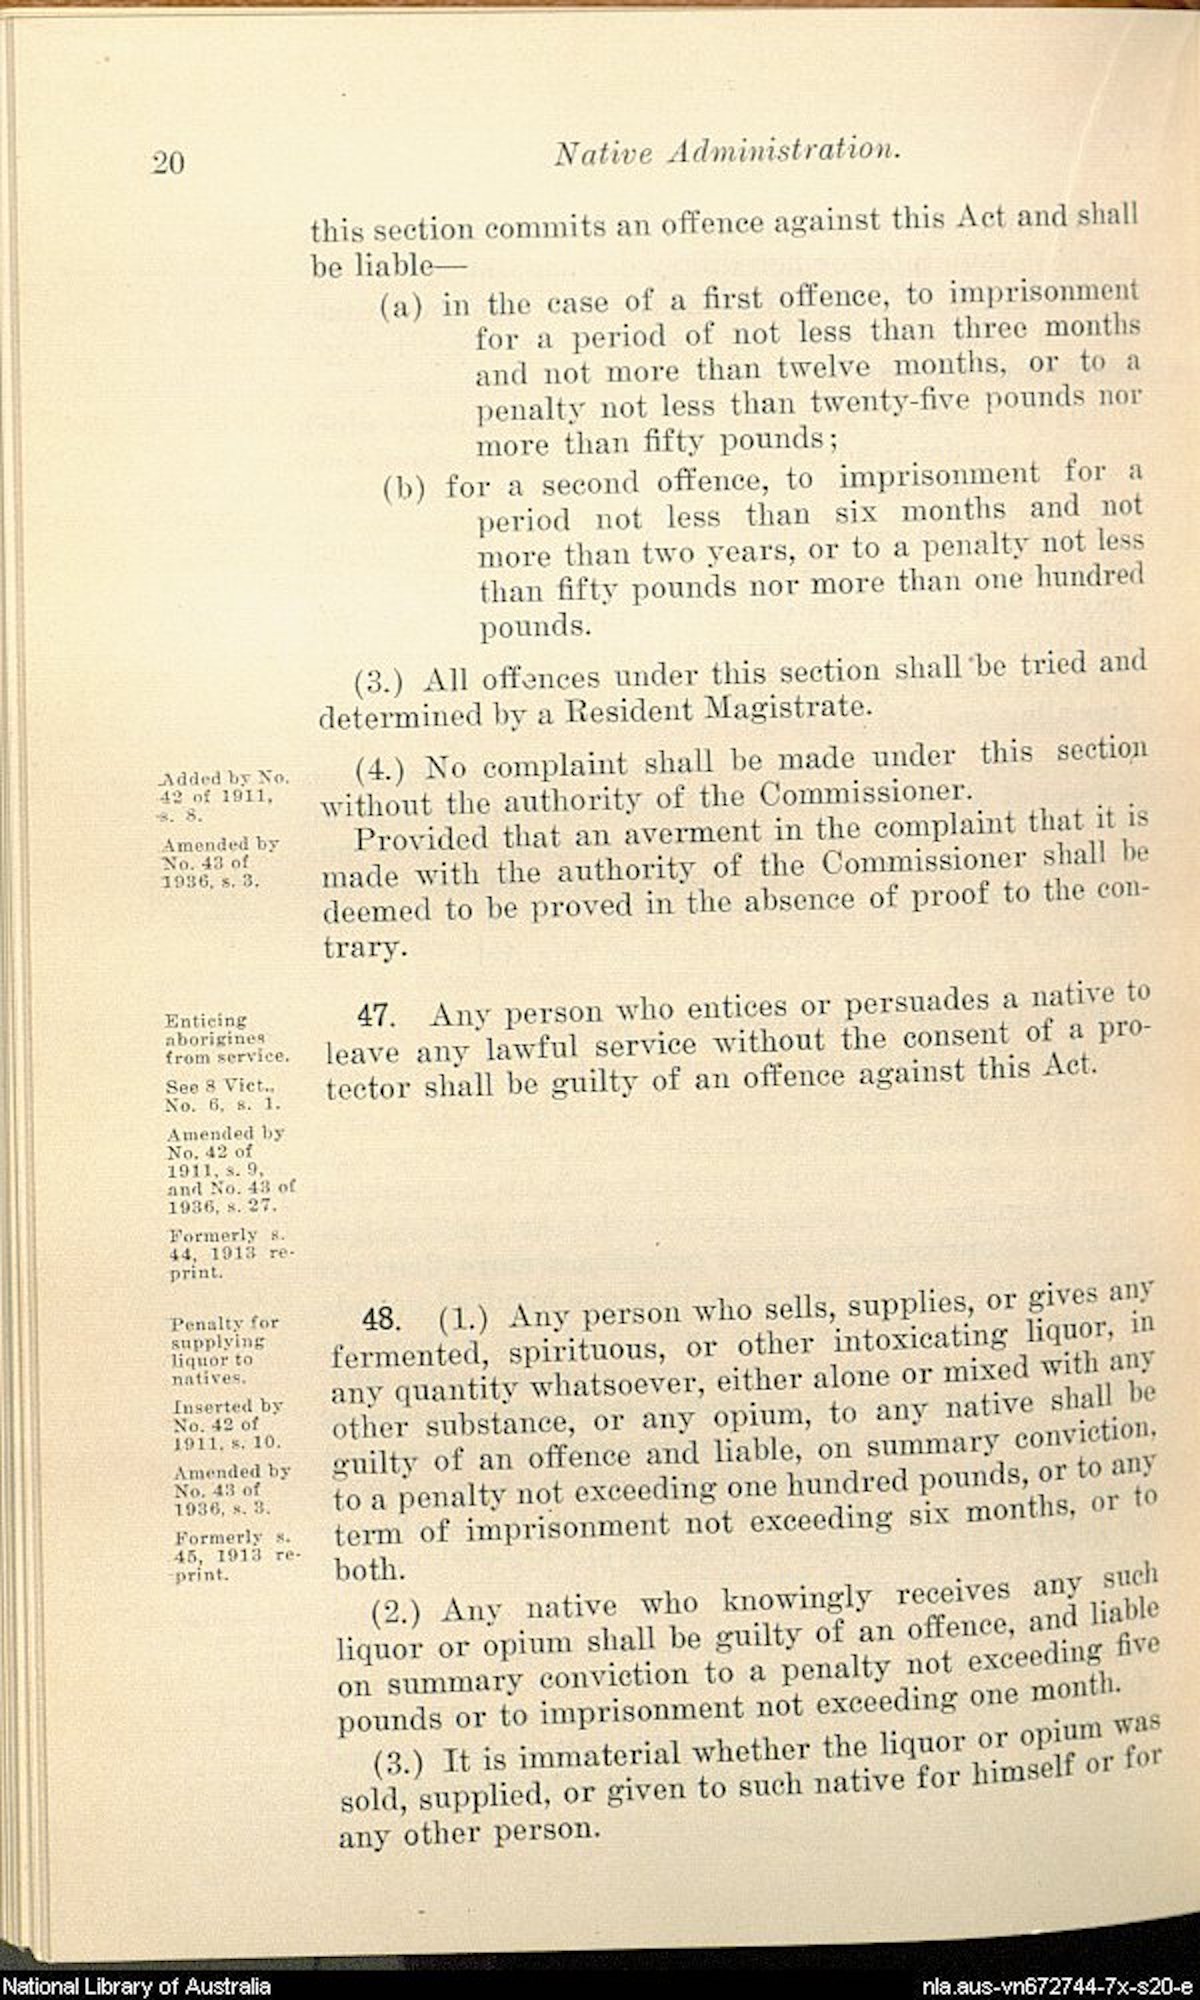 20
Native Administration.
this section commits an offence against this Act and shall
be liable—
(a) in the case of a first offence, to imprisonment
for a period of not less than three months
and not more than twelve months, or to a
penalty not less than twenty-five pounds nor
more than fifty pounds;
(b) for a second offence, to imprisonment for a
period not less than six months and not
more than two years, or to a penalty not less
than fifty pounds nor more than one hundred
pounds.
(3.) All offences under this section shall be tried and
determined by a Resident Magistrate.
Added by No.
42 of 1911,
s. 8.
Amended by
No. 43 of
1936, s. 3.
(4.) No complaint shall be made under this section
without the authority of the Commissioner.
Provided that an averment in the complaint that it is
made with the authority of the Commissioner shall be
deemed to be proved in the absence of proof to the con-
trary.
Enticing
aborigines
from service.
See 8 Vict.,
No. 6, s. 1.
Amended by
No. 42 of
1911, s. 9,
and No. 43 of
1936, s. 27.
Formerly s.
44, 1913 re-
print.
47. Any person who entices or persuades a native to
leave any lawful service without the consent of a pro-
tector shall be guilty of an offence against this Act.
Penalty for
supplying
liquor to
natives.
Inserted by
No. 42 of
1911, s. 10.
Amended by
No. 43 of
1936, s. 3.
Formerly s.
45, 1913 re-
print.
48. (1.) Any person who sells, supplies, or gives any
fermented, spirituous, or other intoxicating liquor, in
any quantity whatsoever, either alone or mixed with any
other substance, or any opium, to any native shall be
guilty of an offence and liable, on summary conviction,
to a penalty not exceeding one hundred pounds, or to any
term of imprisonment not exceeding six months, or to
both.
(2.) Any native who knowingly receives any such
liquor or opium shall be guilty of an offence, and liable
on summary conviction to a penalty not exceeding five
pounds or to imprisonment not exceeding one month.
(3.) It is immaterial whether the liquor or opium was
sold, supplied, or given to such native for himself or for
any other person.
National Library of Australia
nla.aus-vn672744-7x-s20-e